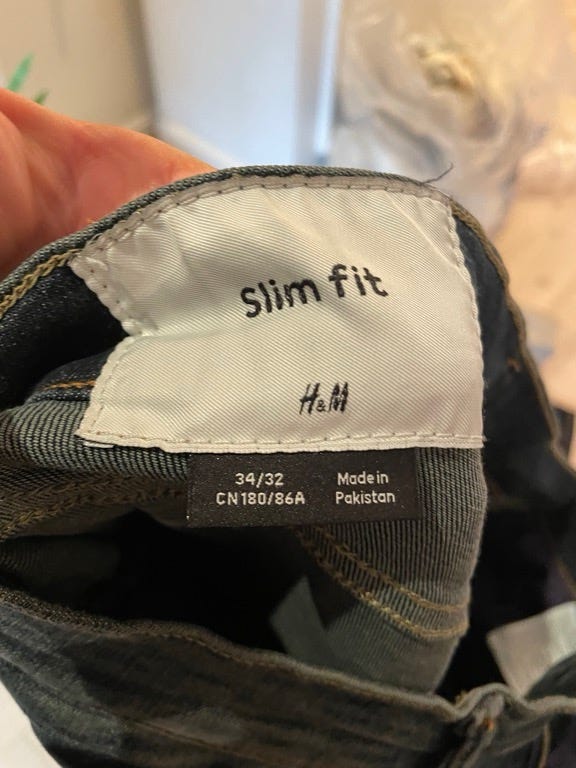 slim fit
H&M
34/32
CN180/86A
Made in
Pakistan